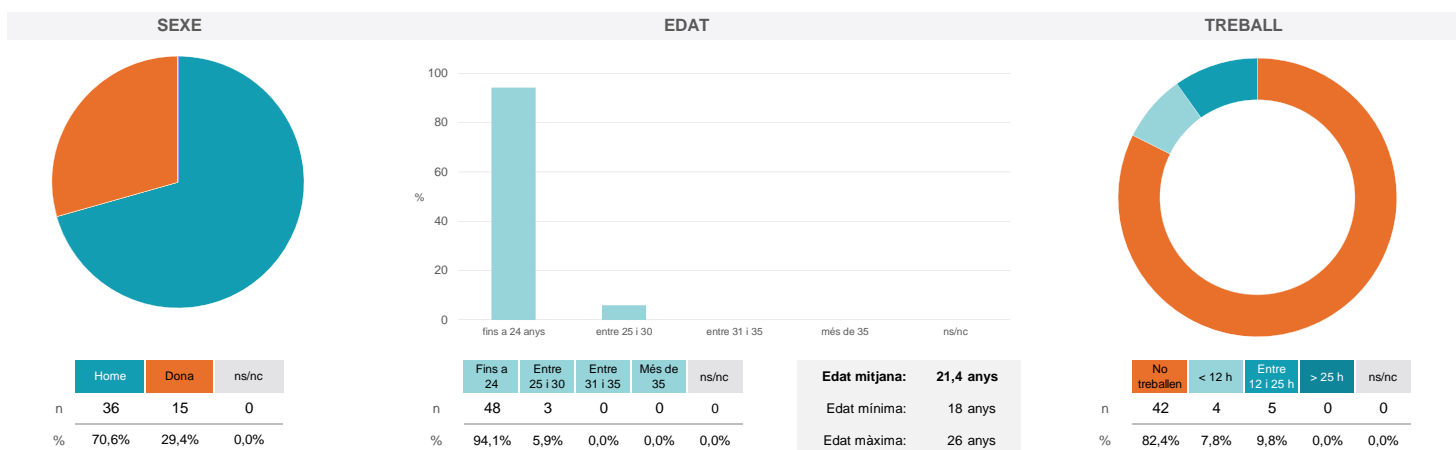 SEXE
EDAT
TREBALL
100
80
60
%
40
20
0
fins a 24 anys
entre 25 i 30
entre 31 i 35
més de 35
ns/nc
Home Dona ns/nc
n 36 15 0
% 70,6% 29,4% 0,0%
Fins a 24 Entre 25 i 30 Entre 31 i 35 Més de 35 ns/nc
n 48 3 0 0 0
% 94,1% 5,9% 0,0% 0,0% 0,0%
Edat mitjana: 21,4 anys
Edat mínima: 18 anys
Edat màxima: 26 anys
No treballen < 12 h Entre 12 i 25 h > 25 h ns/nc
n 42 4 5 0 0
% 82,4% 7,8% 9,8% 0,0% 0,0%